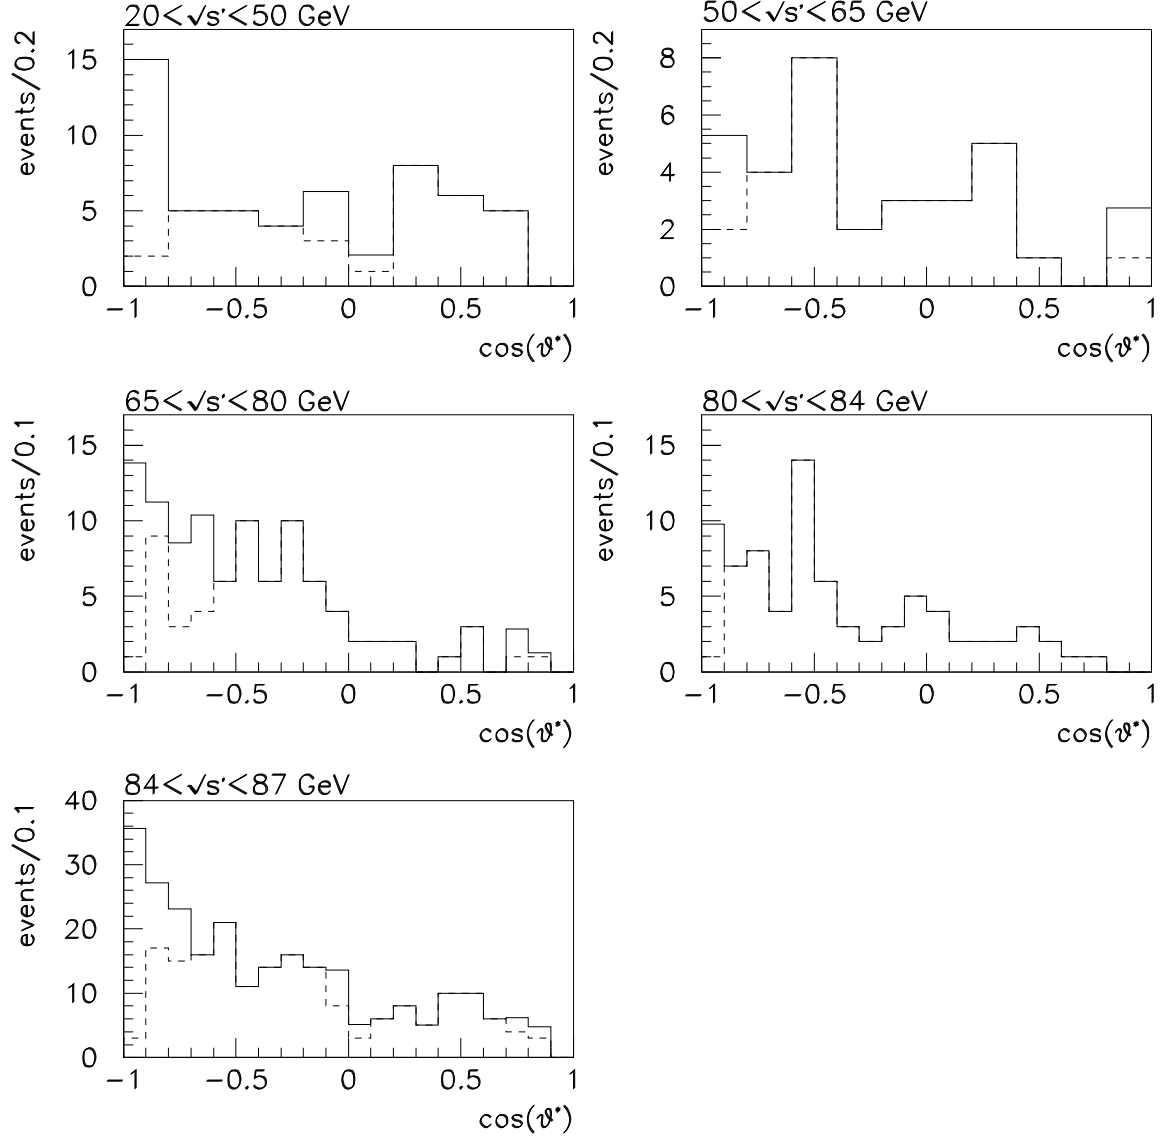 20<√s′<50 GeV
events/0.2
15
10
5
0
−1 −0.5 0 0.5 1
cos(ϑ*)
50<√s′<65 GeV
events/0.2
8
6
4
2
0
−1 −0.5 0 0.5 1
cos(ϑ*)
65<√s′<80 GeV
events/0.1
15
10
5
0
−1 −0.5 0 0.5 1
cos(ϑ*)
80<√s′<84 GeV
events/0.1
15
10
5
0
−1 −0.5 0 0.5 1
cos(ϑ*)
84<√s′<87 GeV
events/0.1
40
30
20
10
0
−1 −0.5 0 0.5 1
cos(ϑ*)